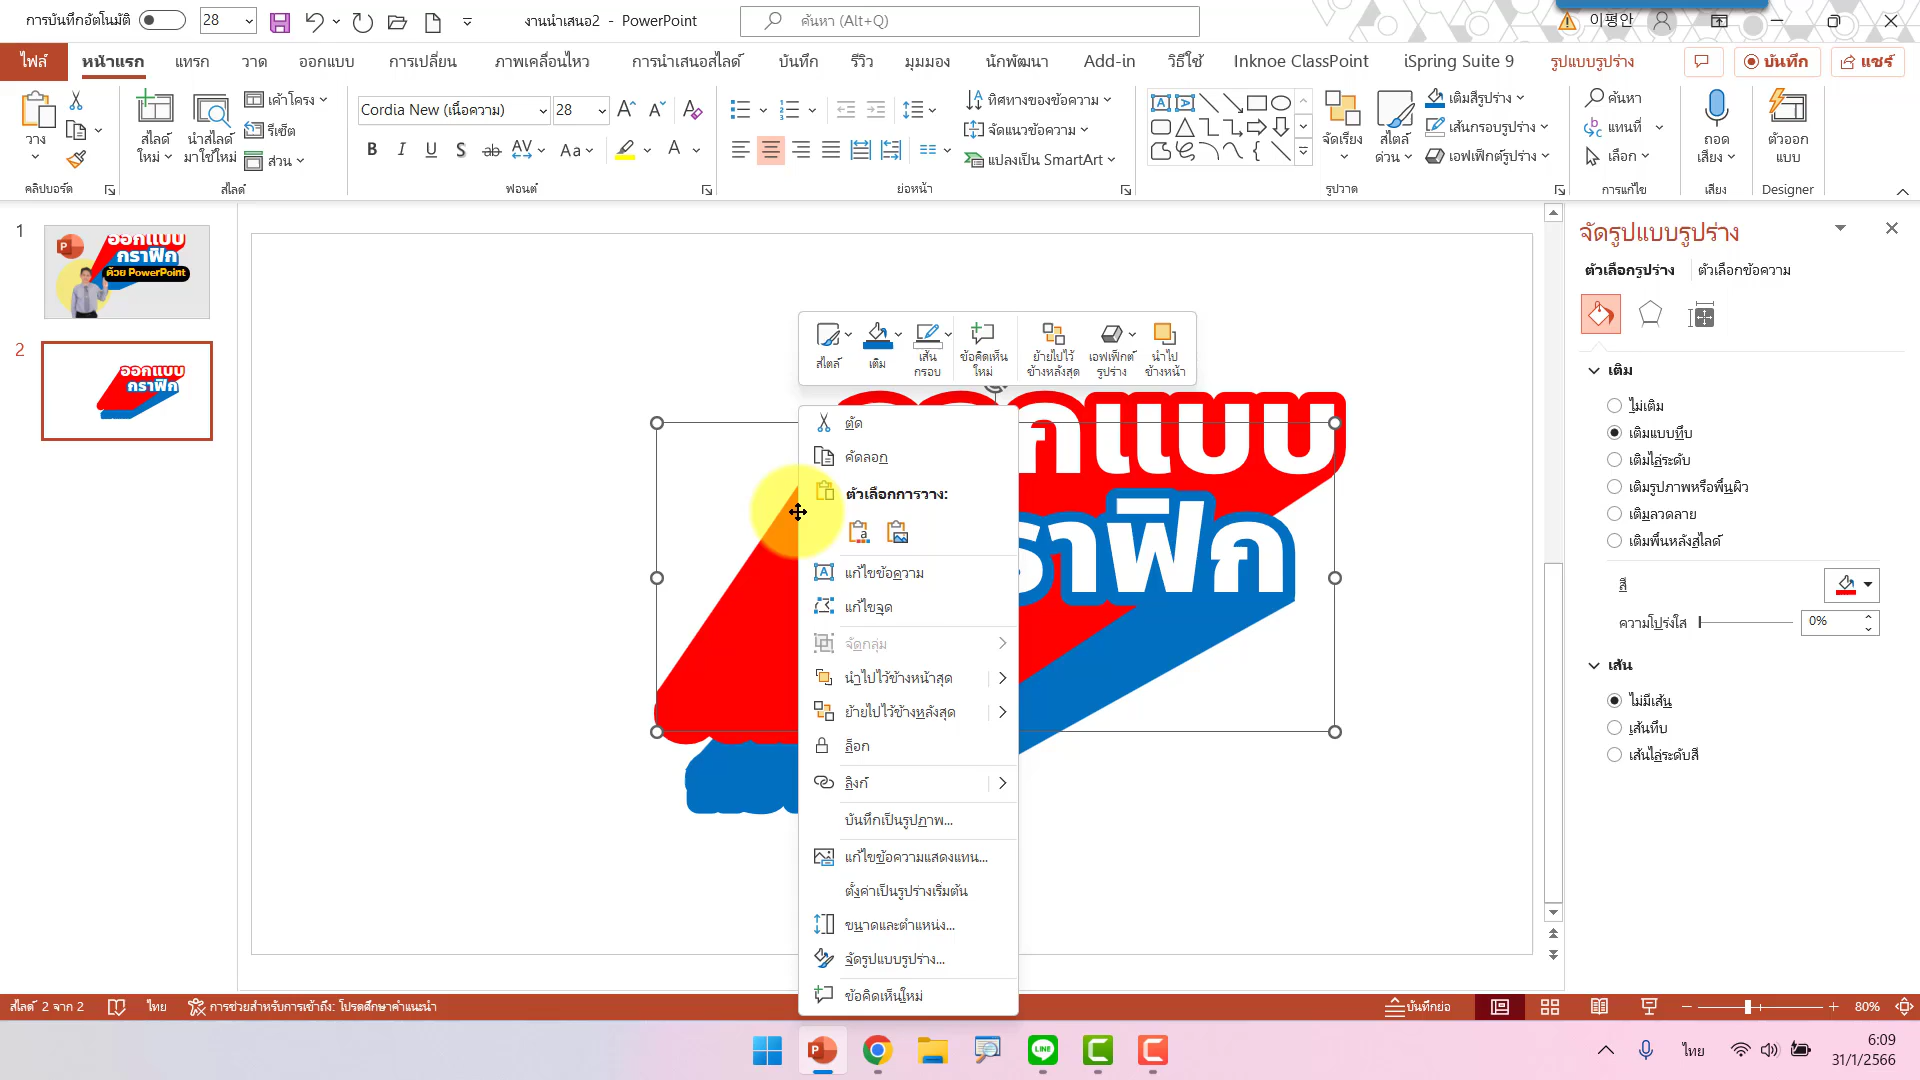 การบันทึกอัตโนมัติ
28
งานนำเสนอ2 - PowerPoint
ค้นหา (Alt+Q)
이평안
ไฟล์ หน้าแรก แทรก วาด ออกแบบ การเปลี่ยน ภาพเคลื่อนไหว การนำเสนอสไลด์ บันทึก รีวิว มุมมอง นักพัฒนา Add-in วิธีใช้ Inknoe ClassPoint iSpring Suite 9 รูปแบบรูปร่าง
บันทึก
แชร์
วาง
คลิปบอร์ด
สไลด์
ใหม่
นำสไลด์
มาใช้ใหม่
เค้าโครง
รีเซ็ต
ส่วน
สไลด์
Cordia New (เนื้อความ)
28
ฟอนต์
ทิศทางของข้อความ
จัดแนวข้อความ
แปลงเป็น SmartArt
ย่อหน้า
จัดเรียง
สไตล์
ด่วน
เติมสีรูปร่าง
เส้นกรอบรูปร่าง
เอฟเฟ็กต์รูปร่าง
รูปวาด
ค้นหา
แทนที่
เลือก
การแก้ไข
ถอด
เสียง
เสียง
ตัวออก
แบบ
Designer
1
ออกแบบ
กราฟิก
ด้วย PowerPoint
2
ออกแบบ
กราฟิก
สไตล์
เติม
เส้น
กรอบ
ข้อคิดเห็น
ใหม่
ย้ายไปไว้
ข้างหลังสุด
เอฟเฟ็กต์
รูปร่าง
นำไป
ข้างหน้า
ตัด
คัดลอก
ตัวเลือกการวาง:
แก้ไขข้อความ
แก้ไขจุด
จัดกลุ่ม
นำไปไว้ข้างหน้าสุด
ย้ายไปไว้ข้างหลังสุด
ล็อก
ลิงก์
บันทึกเป็นรูปภาพ...
แก้ไขข้อความแสดงแทน...
ตั้งค่าเป็นรูปร่างเริ่มต้น
ขนาดและตำแหน่ง...
จัดรูปแบบรูปร่าง...
ข้อคิดเห็นใหม่
กแบบ
ราฟิก
จัดรูปแบบรูปร่าง
ตัวเลือกรูปร่าง ตัวเลือกข้อความ
เติม
ไม่เติม
เติมแบบทึบ
เติมไล่ระดับ
เติมรูปภาพหรือพื้นผิว
เติมลวดลาย
เติมพื้นหลังสไลด์
สี
ความโปร่งใส
0%
เส้น
ไม่มีเส้น
เส้นทึบ
เส้นไล่ระดับสี
สไลด์ 2 จาก 2
ไทย
การช่วยสำหรับการเข้าถึง: โปรดศึกษาคำแนะนำ
บันทึกย่อ
80%
ไทย
6:09
31/1/2566